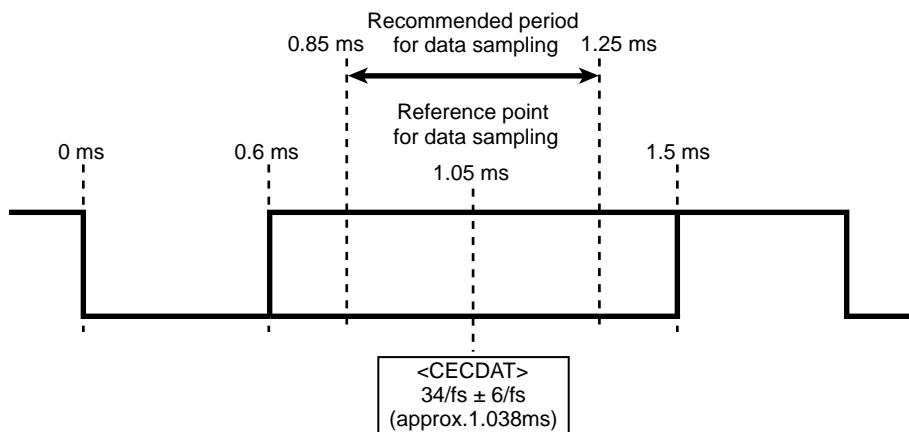 Recommended period
for data sampling
0.85 ms
1.25 ms
Reference point
for data sampling
0 ms
0.6 ms
1.05 ms
1.5 ms
<CECDAT>
34/fs ± 6/fs
(approx.1.038ms)